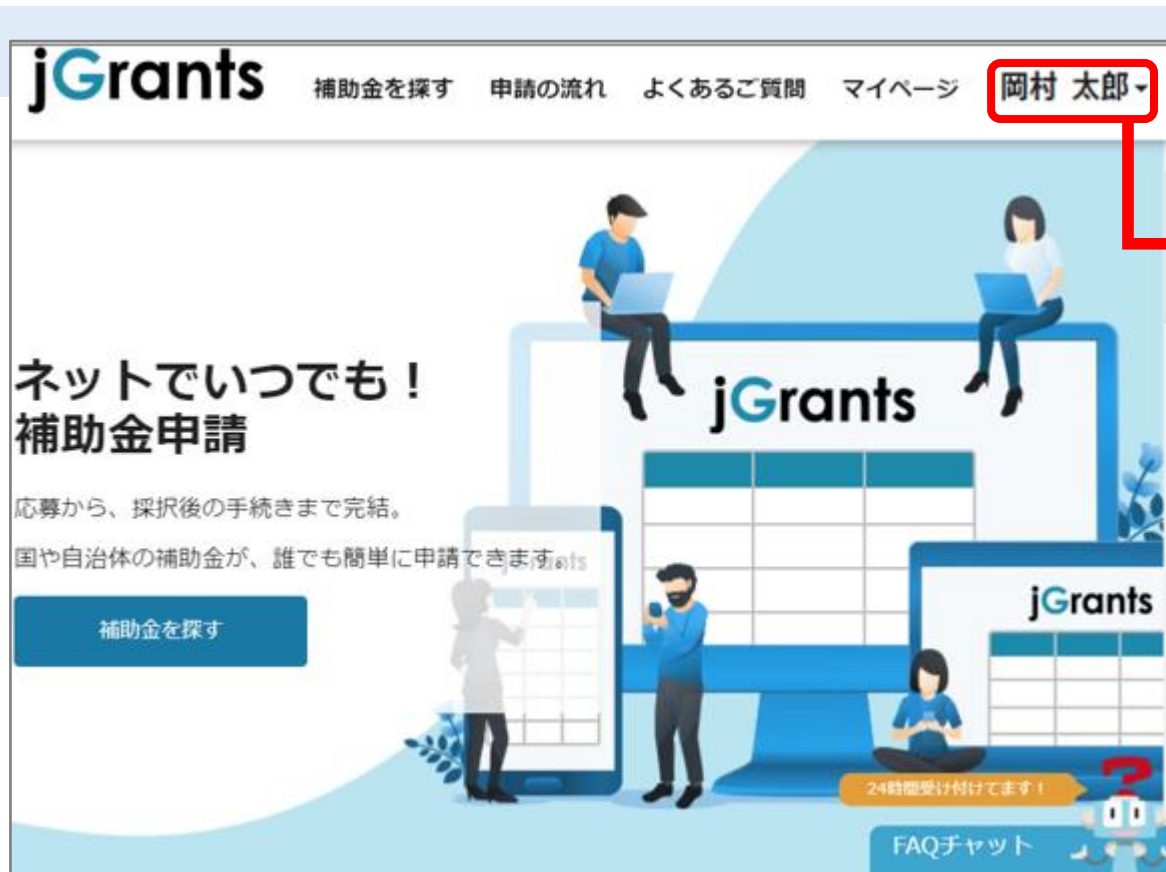 jGrants 補助金を探す 申請の流れ よくあるご質問 マイページ 岡村 太郎
ネットでいつでも！
補助金申請
応募から、採択後の手続きまで完結。
国や自治体の補助金が、誰でも簡単に申請できます。
補助金を探す
jGrants
jGrants
jGrants
24時間受け付けてます！
FAQチャット